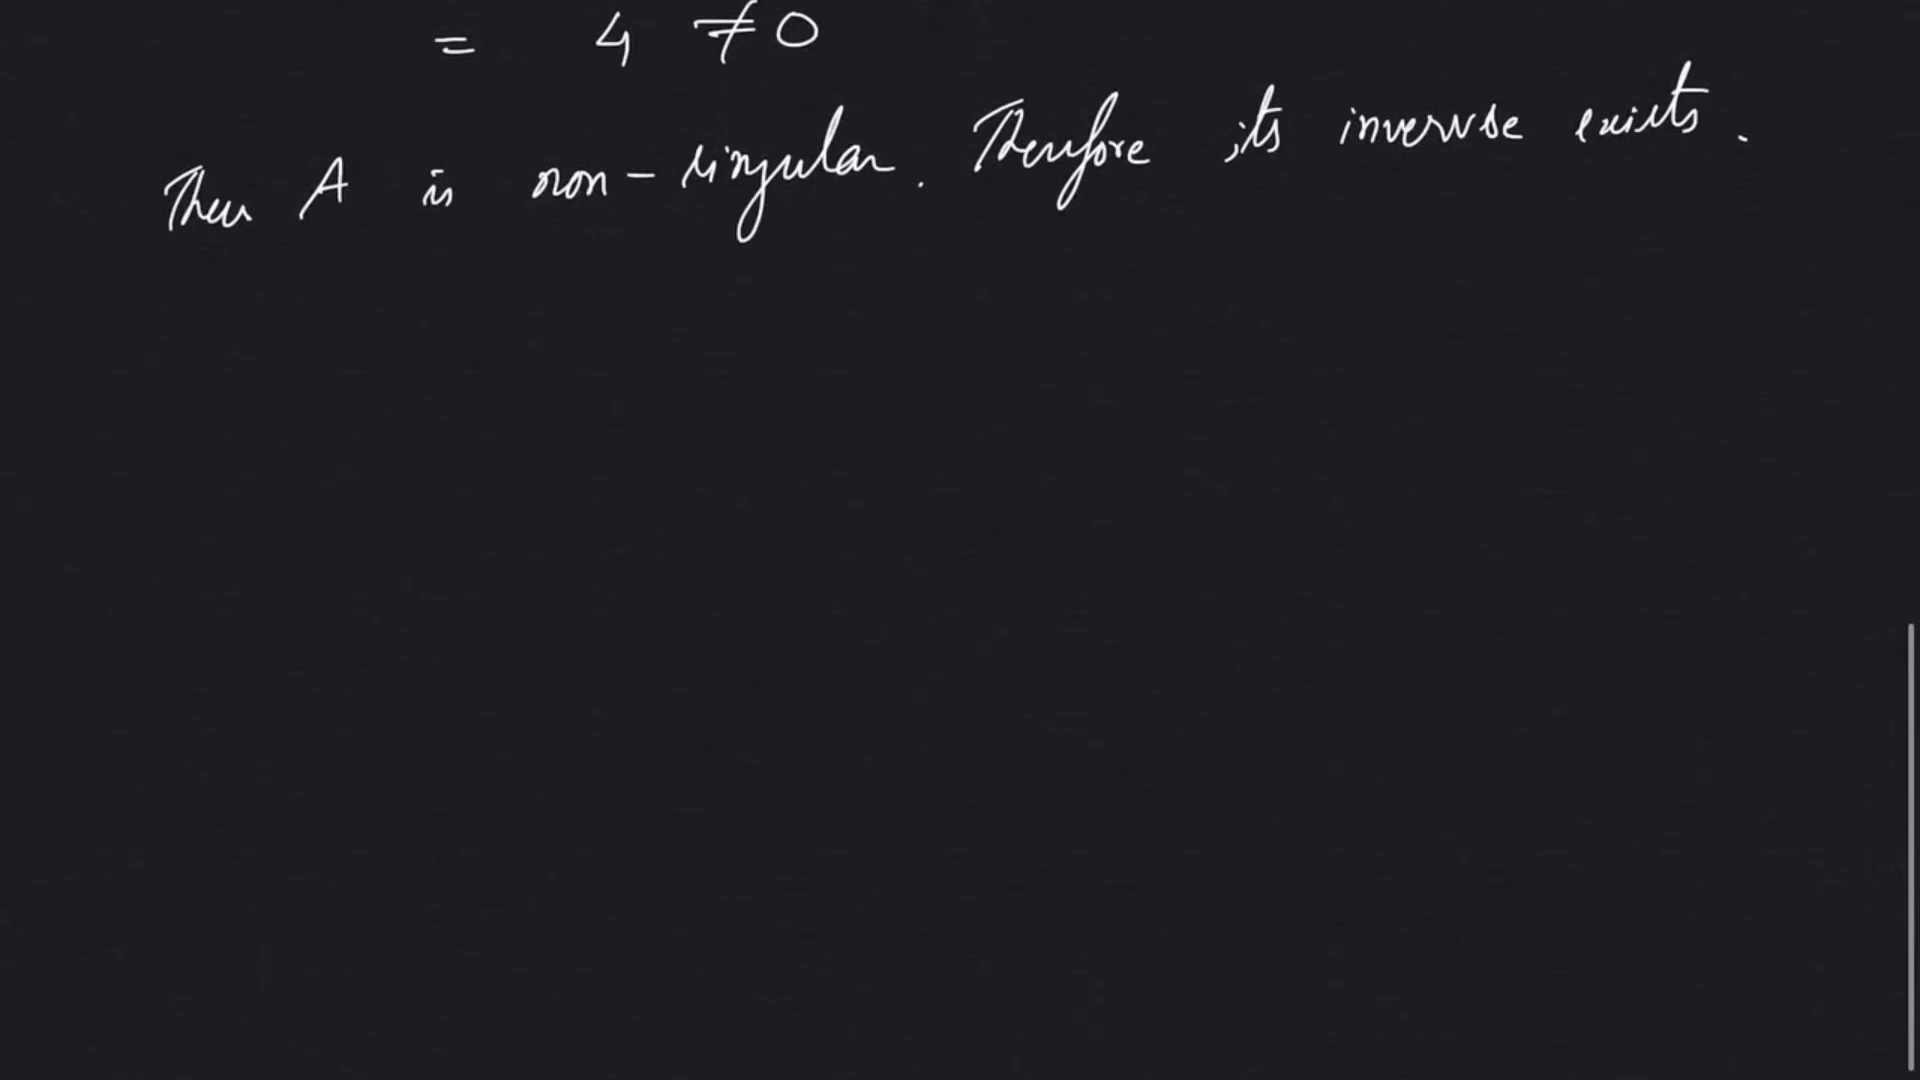 = 4 ≠ 0
Then A is non-singular. Therefore its inverse exists.